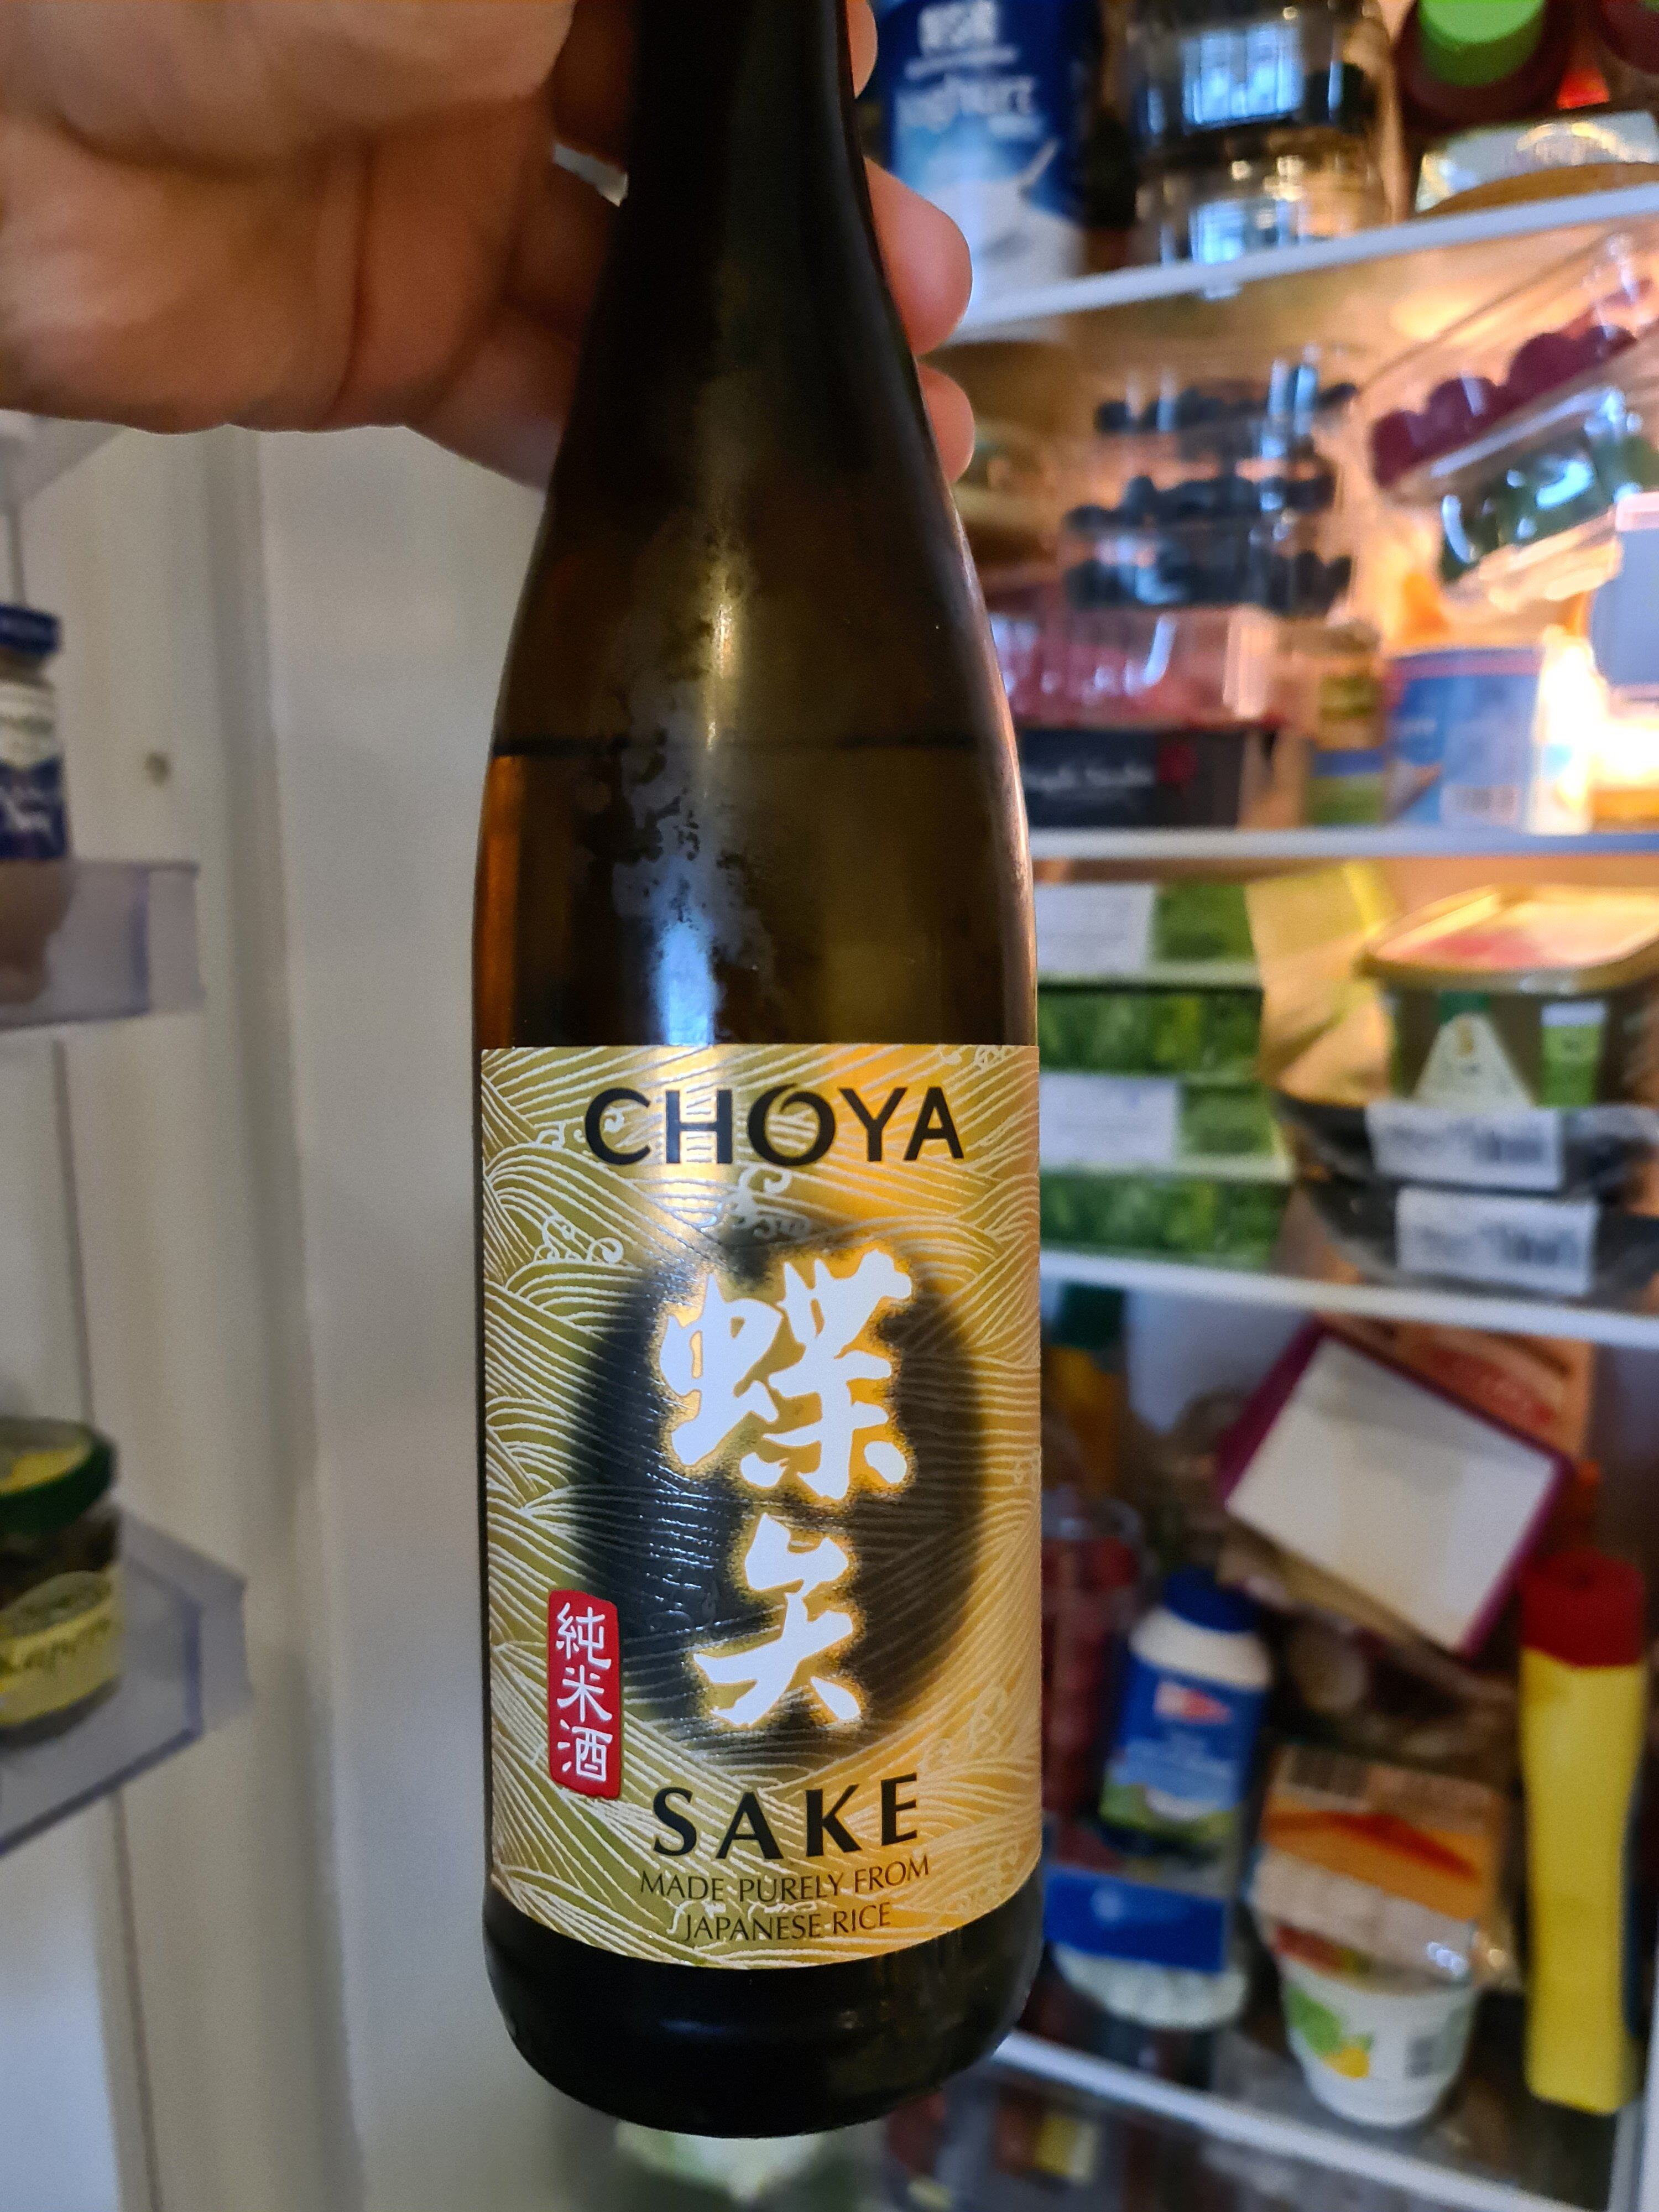 CHOYA
蝶矢
純米酒
SAKE
MADE PURELY FROM
JAPANESE RICE